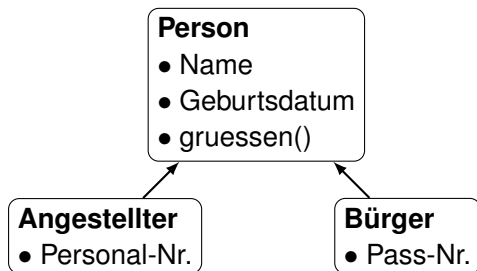 Person
• Name
• Geburtsdatum
• gruessen()
Angestellter
• Personal-Nr.
Bürger
• Pass-Nr.